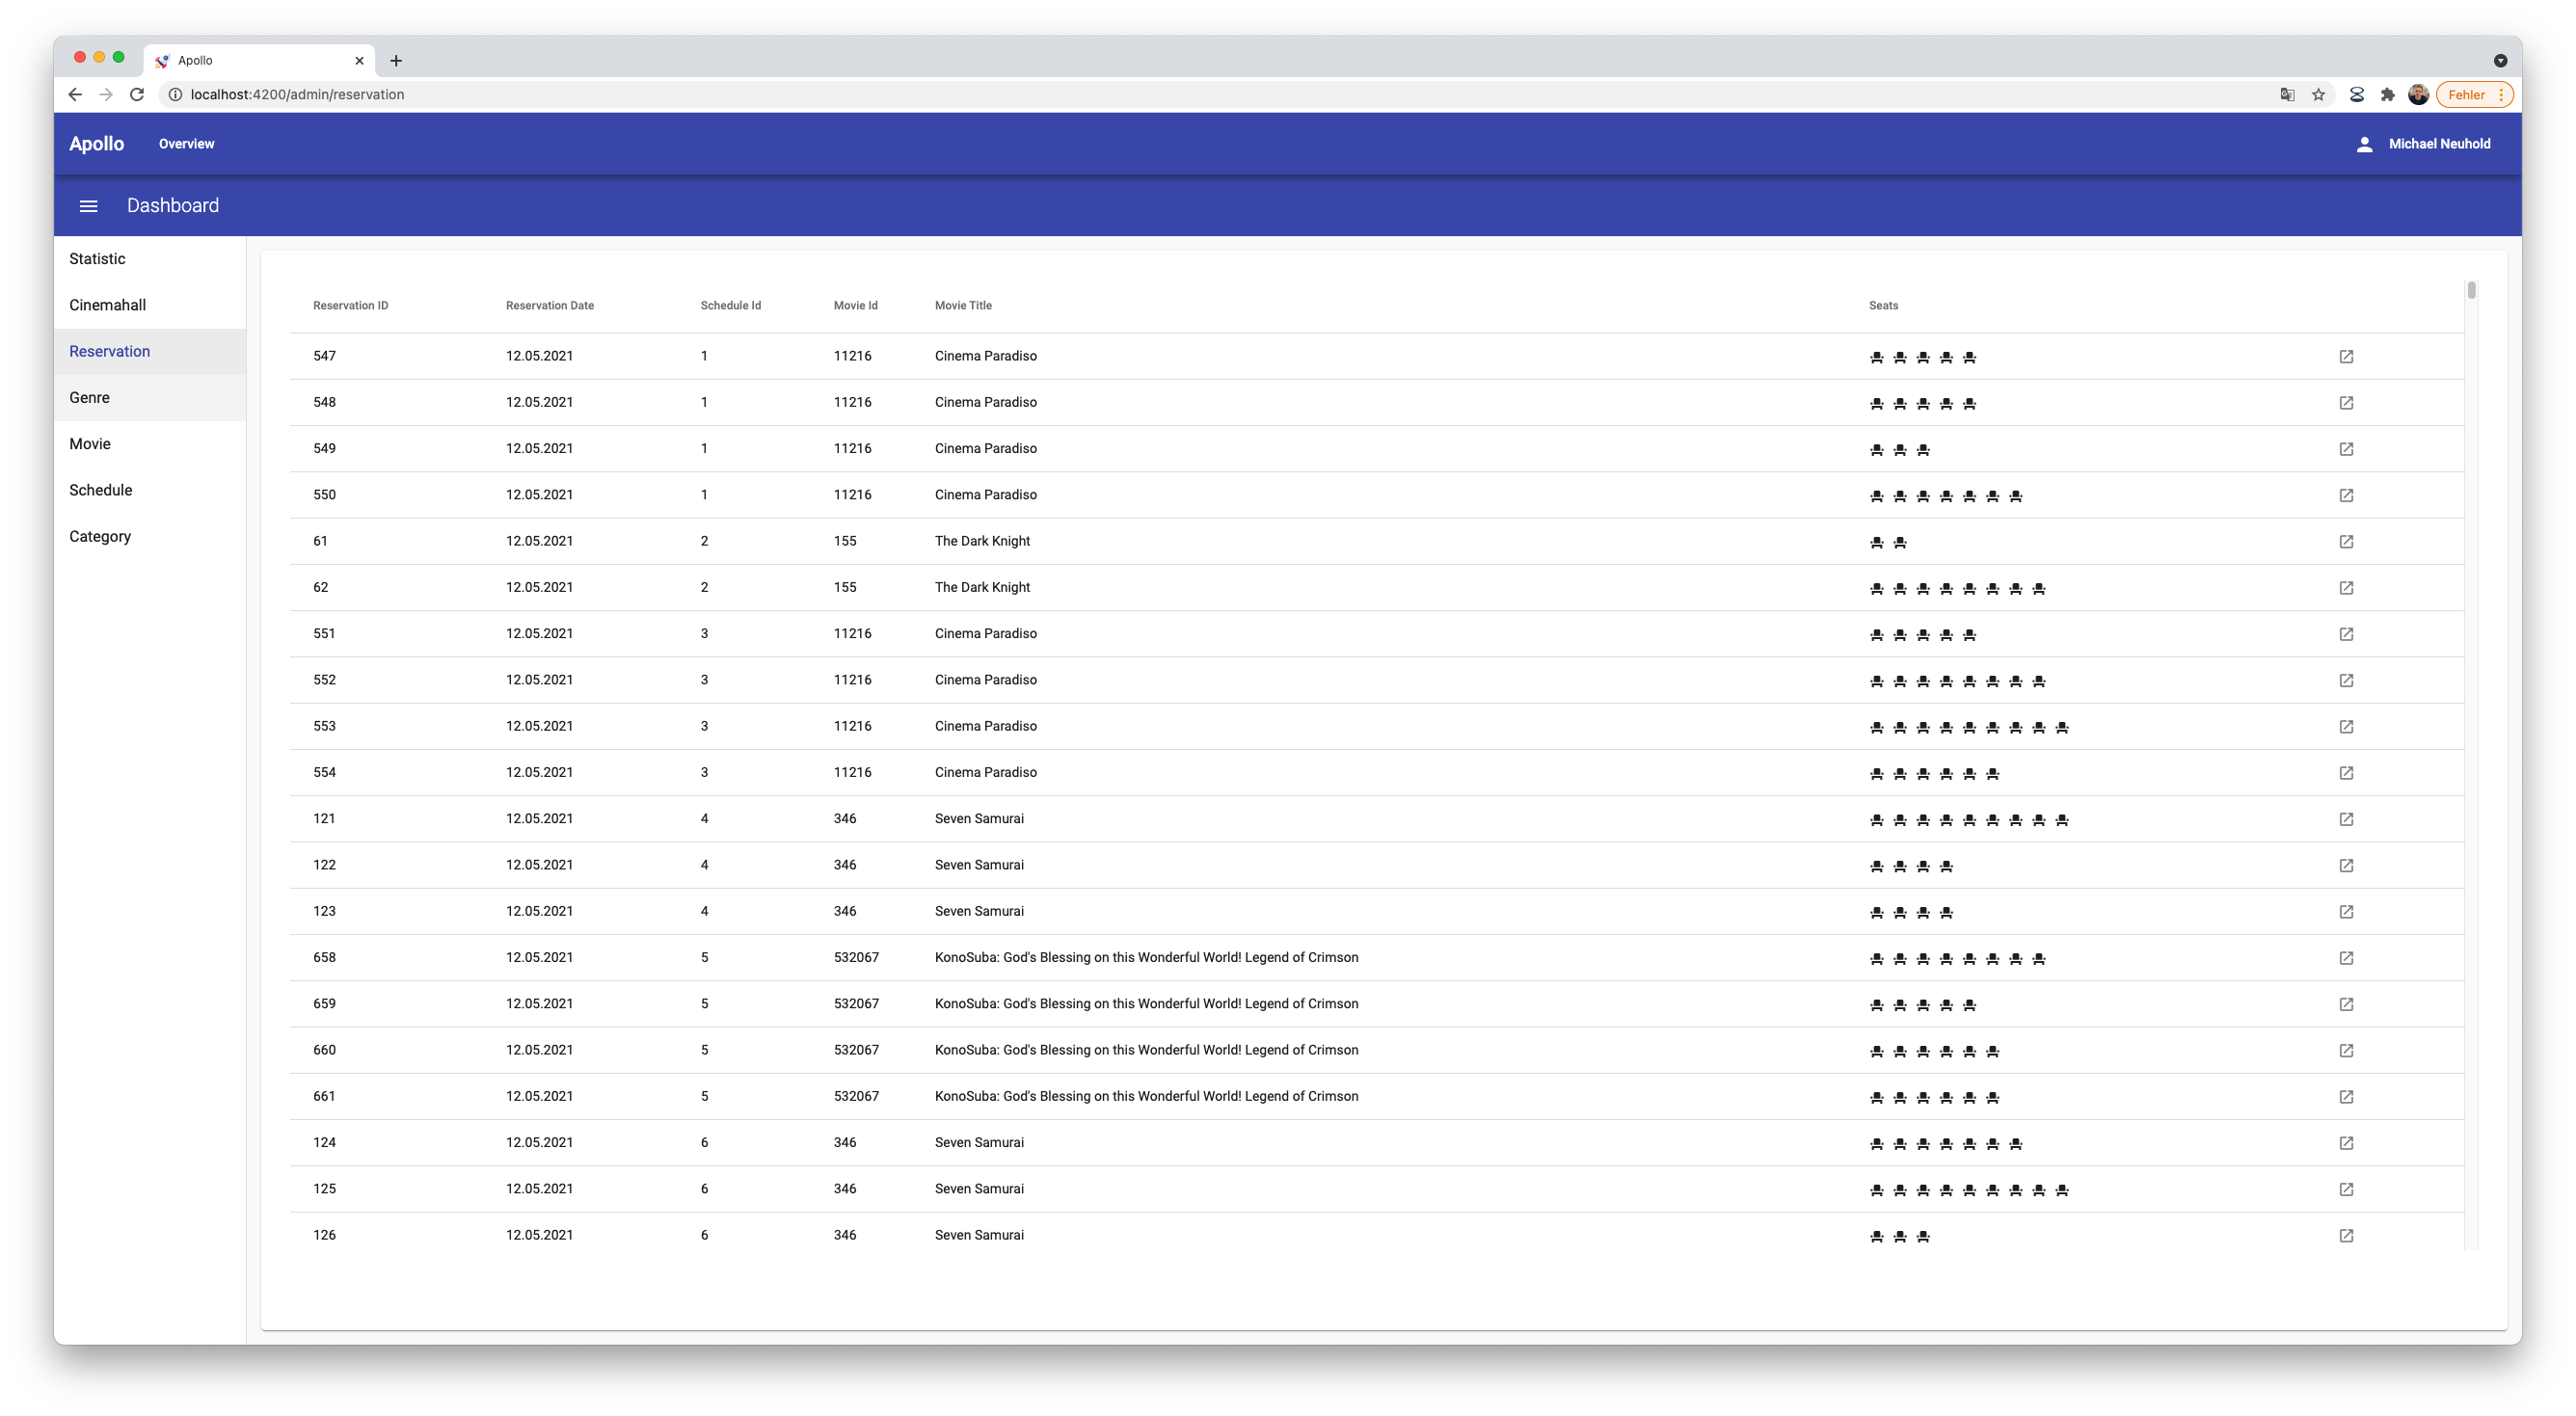 Apollo
localhost:4200/admin/reservation
Fehler
Apollo Overview Michael Neuhold
Dashboard
Statistic
Cinemahall
Reservation
Genre
Movie
Schedule
Category
Reservation ID Reservation Date Schedule Id Movie Id Movie Title Seats
547 12.05.2021 1 11216 Cinema Paradiso
548 12.05.2021 1 11216 Cinema Paradiso
549 12.05.2021 1 11216 Cinema Paradiso
550 12.05.2021 1 11216 Cinema Paradiso
61 12.05.2021 2 155 The Dark Knight
62 12.05.2021 2 155 The Dark Knight
551 12.05.2021 3 11216 Cinema Paradiso
552 12.05.2021 3 11216 Cinema Paradiso
553 12.05.2021 3 11216 Cinema Paradiso
554 12.05.2021 3 11216 Cinema Paradiso
121 12.05.2021 4 346 Seven Samurai
122 12.05.2021 4 346 Seven Samurai
123 12.05.2021 4 346 Seven Samurai
658 12.05.2021 5 532067 KonoSuba: God's Blessing on this Wonderful World! Legend of Crimson
659 12.05.2021 5 532067 KonoSuba: God's Blessing on this Wonderful World! Legend of Crimson
660 12.05.2021 5 532067 KonoSuba: God's Blessing on this Wonderful World! Legend of Crimson
661 12.05.2021 5 532067 KonoSuba: God's Blessing on this Wonderful World! Legend of Crimson
124 12.05.2021 6 346 Seven Samurai
125 12.05.2021 6 346 Seven Samurai
126 12.05.2021 6 346 Seven Samurai